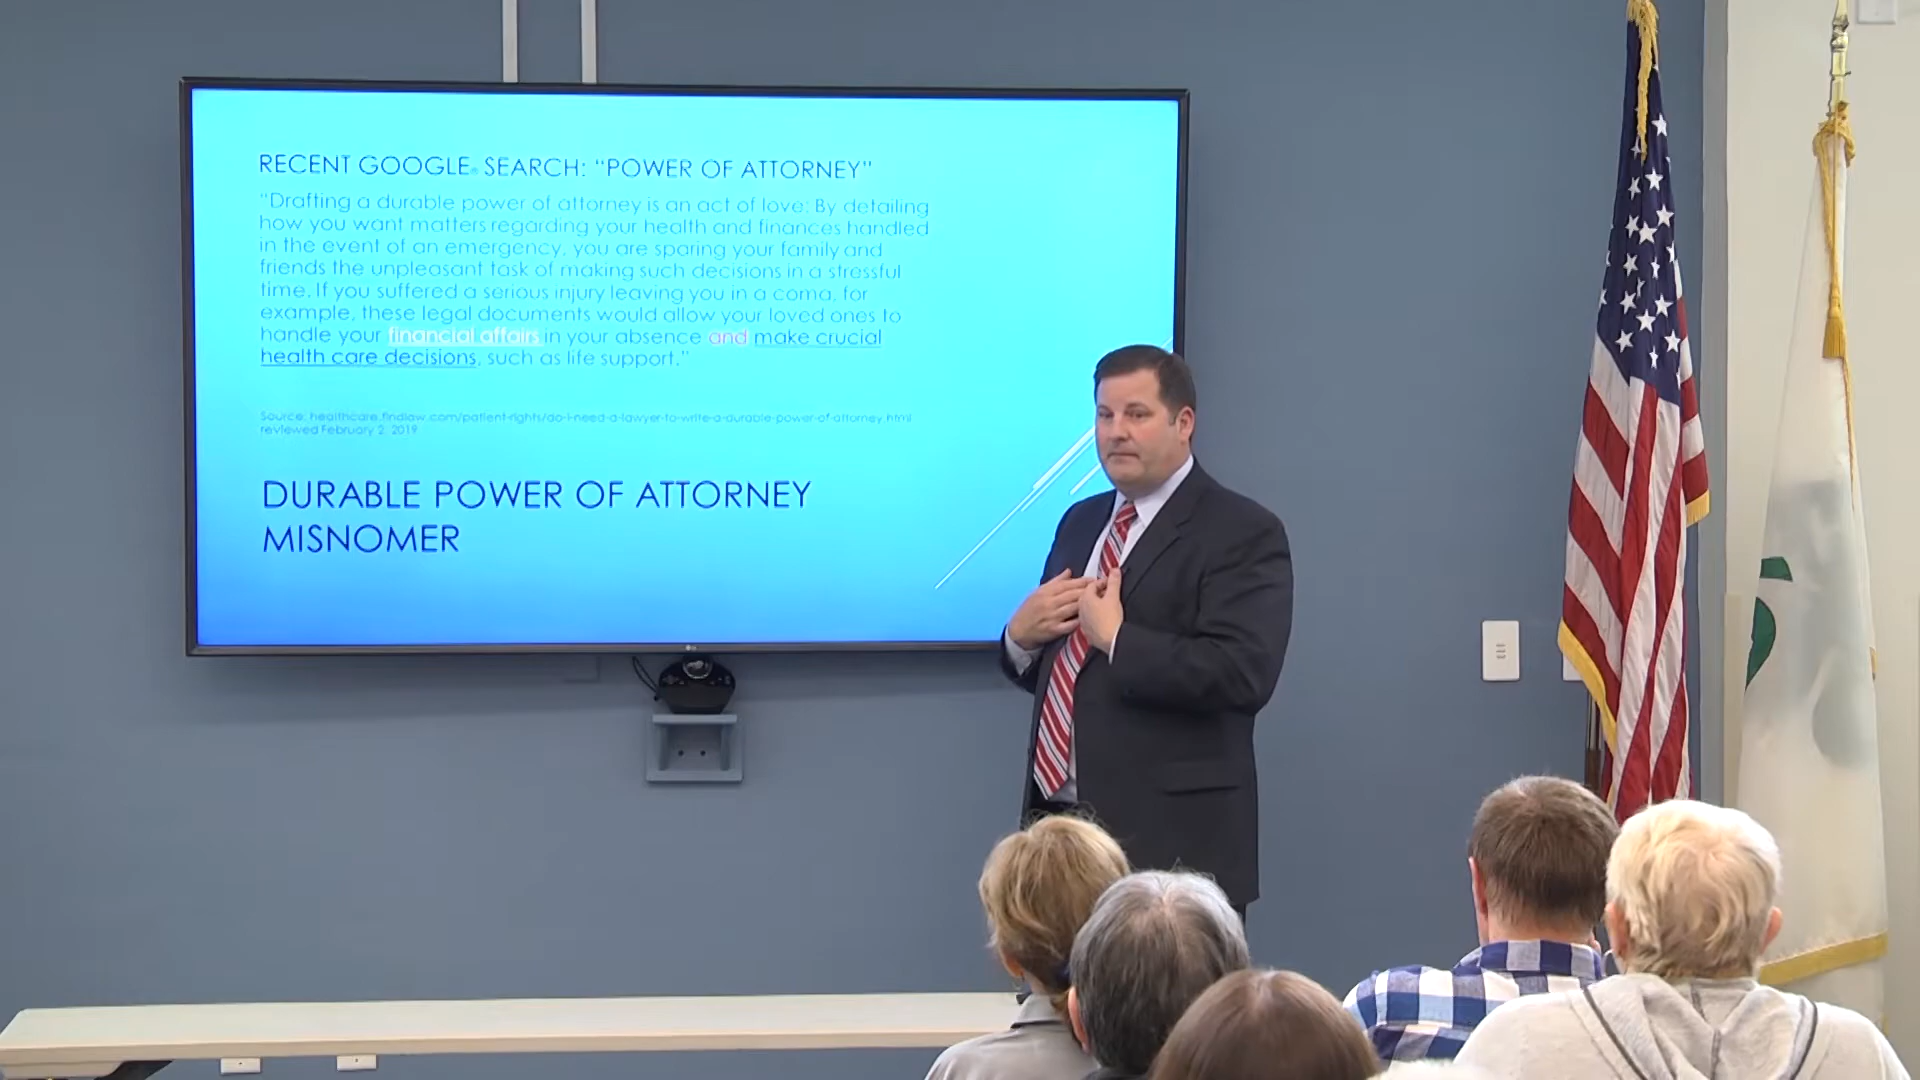 RECENT GOOGLE® SEARCH: “POWER OF ATTORNEY”
“Drafting a durable power of attorney is an act of love: By detailing
how you want matters regarding your health and finances handled
in the event of an emergency, you are sparing your family and
friends the unpleasant task of making such decisions in a stressful
time. If you suffered a serious injury leaving you in a coma, for
example, these legal documents would allow your loved ones to
handle your financial affairs in your absence and make crucial
health care decisions, such as life support.”
Source: healthcare.findlaw.com/patient-rights/do-i-need-a-lawyer-to-write-a-durable-power-of-attorney.html
reviewed February 2, 2019
DURABLE POWER OF ATTORNEY
MISNOMER
LG